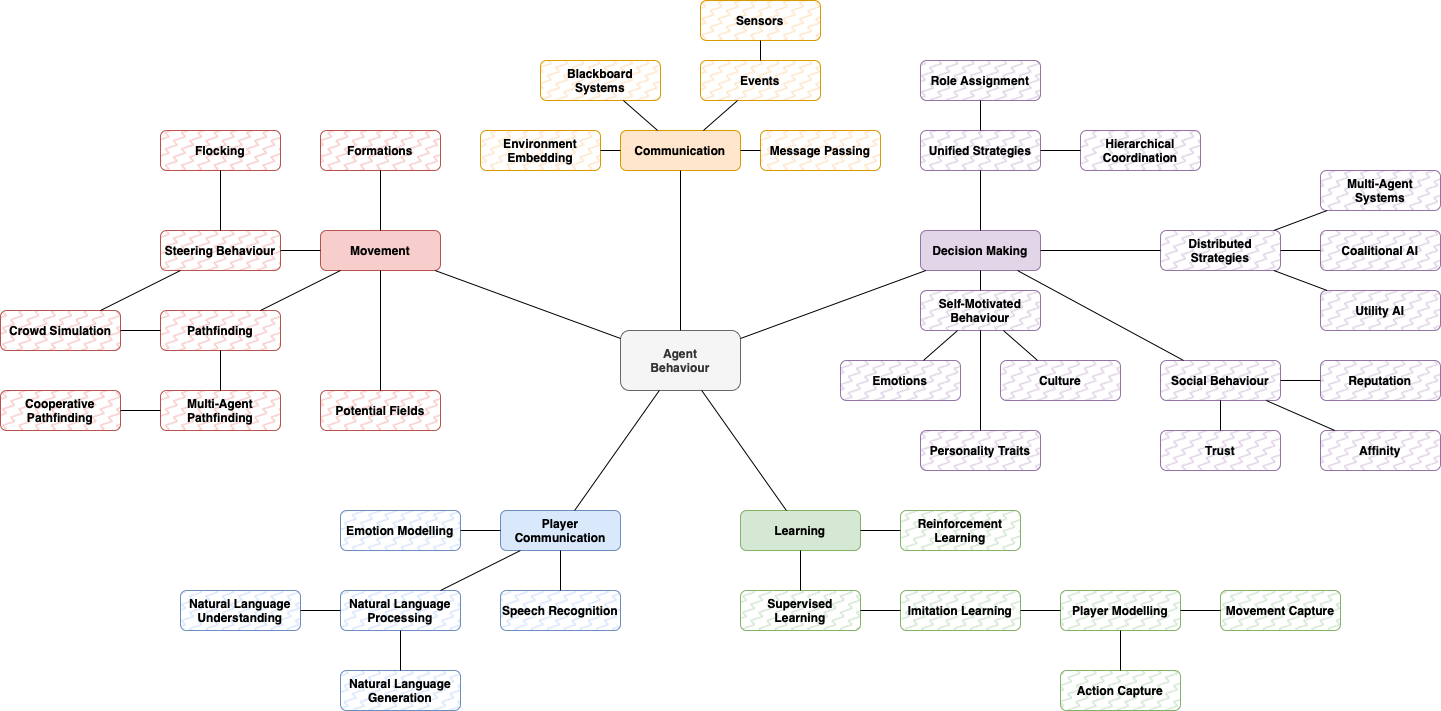 Sensors
Blackboard
Systems
Events
Role Assignment
Flocking
Formations
Environment
Embedding
Communication
Message Passing
Unified Strategies
Hierarchical
Coordination
Multi-Agent
Systems
Steering Behaviour
Movement
Decision Making
Distributed
Strategies
Coalitional AI
Self-Motivated
Behaviour
Utility AI
Crowd Simulation
Pathfinding
Agent
Behaviour
Emotions
Culture
Social Behaviour
Reputation
Cooperative
Pathfinding
Multi-Agent
Pathfinding
Potential Fields
Personality Traits
Trust
Affinity
Emotion Modelling
Player
Communication
Learning
Reinforcement
Learning
Natural Language
Understanding
Natural Language
Processing
Speech Recognition
Supervised
Learning
Imitation Learning
Player Modelling
Movement Capture
Natural Language
Generation
Action Capture